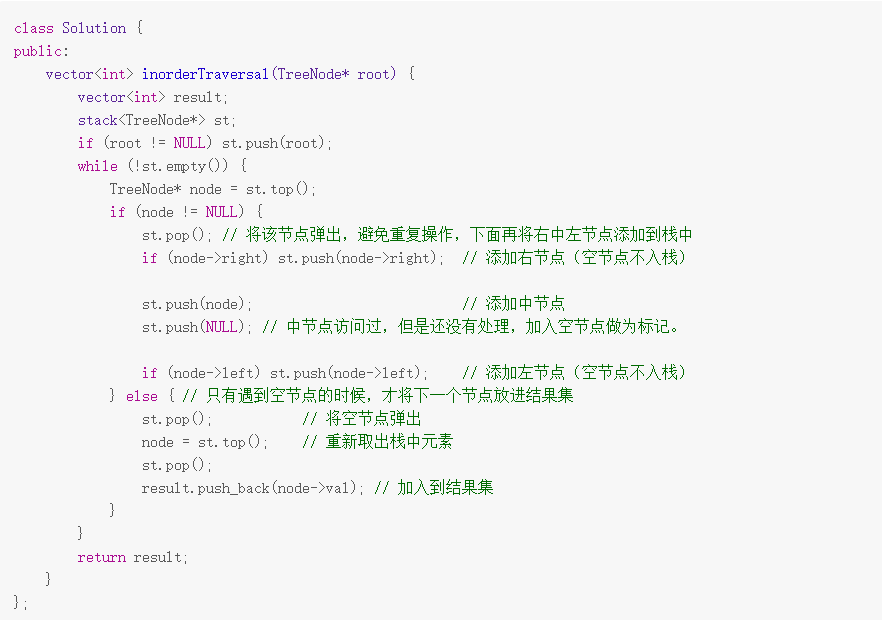 class Solution {
public:
    vector<int> inorderTraversal(TreeNode* root) {
        vector<int> result;
        stack<TreeNode*> st;
        if (root != NULL) st.push(root);
        while (!st.empty()) {
            TreeNode* node = st.top();
            if (node != NULL) {
                st.pop(); // 将该节点弹出，避免重复操作，下面再将右中左节点添加到栈中
                if (node->right) st.push(node->right);  // 添加右节点（空节点不入栈）
                st.push(node);                          // 添加中节点
                st.push(NULL); // 中节点访问过，但是还没有处理，加入空节点做为标记。
                if (node->left) st.push(node->left);    // 添加左节点（空节点不入栈）
            } else { // 只有遇到空节点的时候，才将下一个节点放进结果集
                st.pop();           // 将空节点弹出
                node = st.top();    // 重新取出栈中元素
                st.pop();
                result.push_back(node->val); // 加入到结果集
            }
        }
        return result;
    }
};